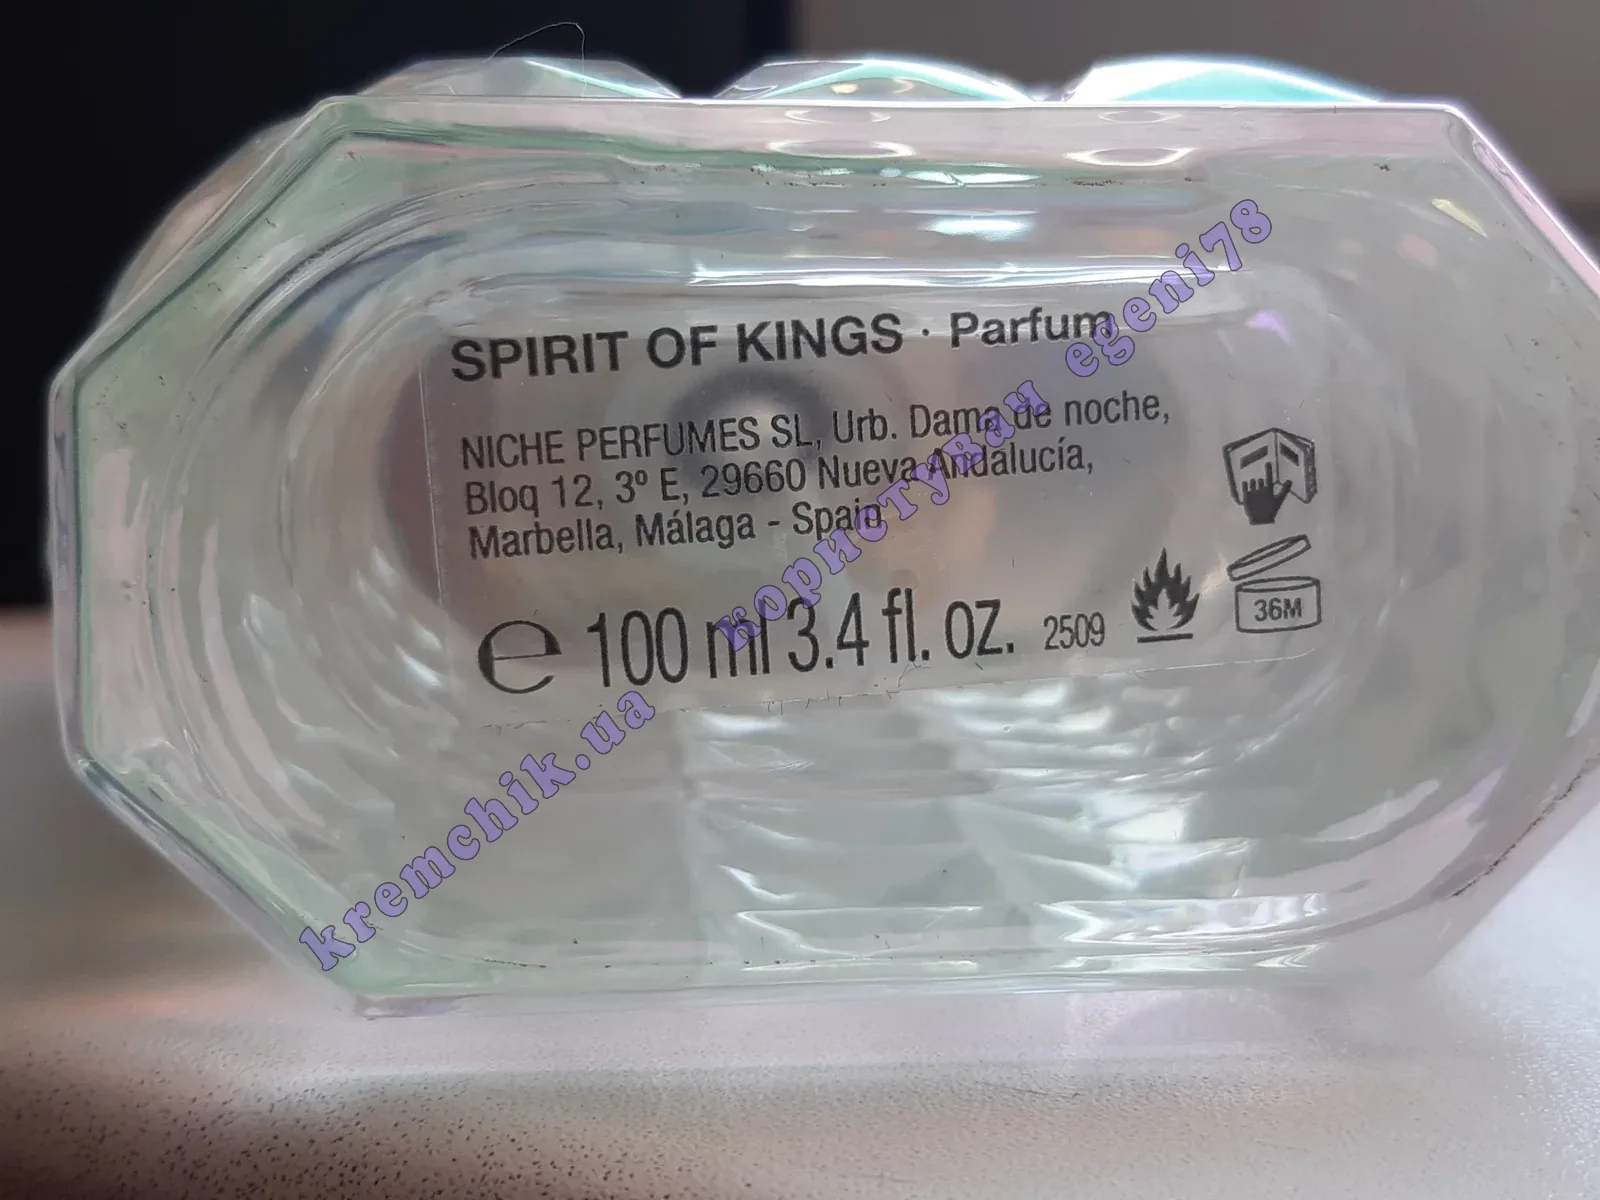 SPIRIT OF KINGS · Parfum
NICHE PERFUMES SL, Urb. Dama de noche,
Bloq 12, 3º E, 29660 Nueva Andalucía,
Marbella, Málaga - Spain
℮ 100 ml 3.4 fl. oz. 2509
36M
kremchik.ua користувач egeni78